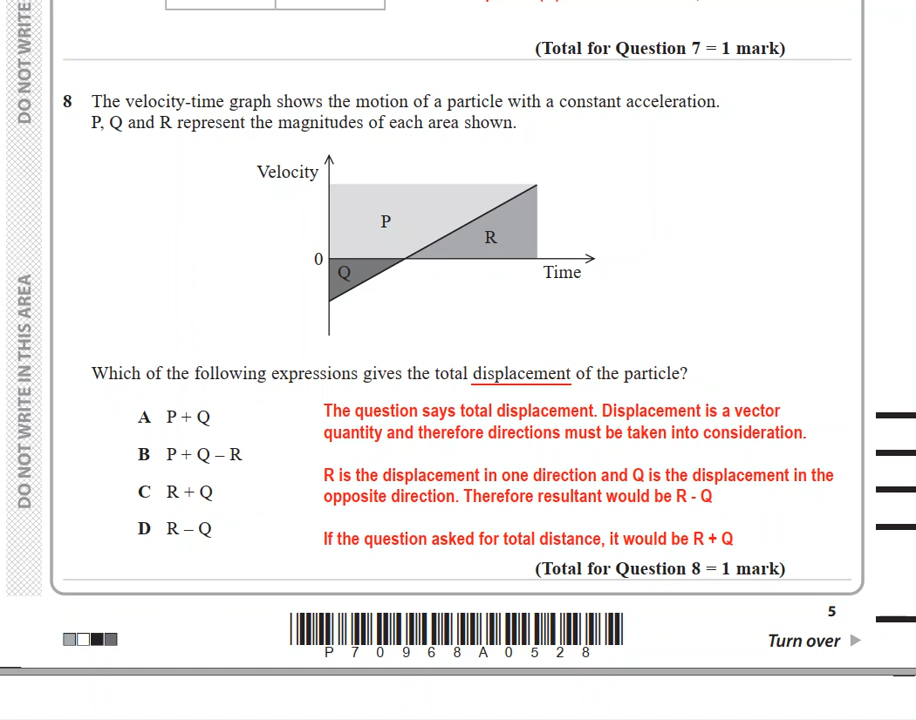 DO NOT WRITE
(Total for Question 7 = 1 mark)
8 The velocity-time graph shows the motion of a particle with a constant acceleration.
P, Q and R represent the magnitudes of each area shown.
Velocity
P
R
0
Q
Time
Which of the following expressions gives the total displacement of the particle?
A P + Q
B P + Q – R
C R + Q
D R – Q
The question says total displacement. Displacement is a vector
quantity and therefore directions must be taken into consideration.
R is the displacement in one direction and Q is the displacement in the
opposite direction. Therefore resultant would be R - Q
If the question asked for total distance, it would be R + Q
(Total for Question 8 = 1 mark)
DO NOT WRITE IN THIS AREA
5
P 7 0 9 6 8 A 0 5 2 8
Turn over